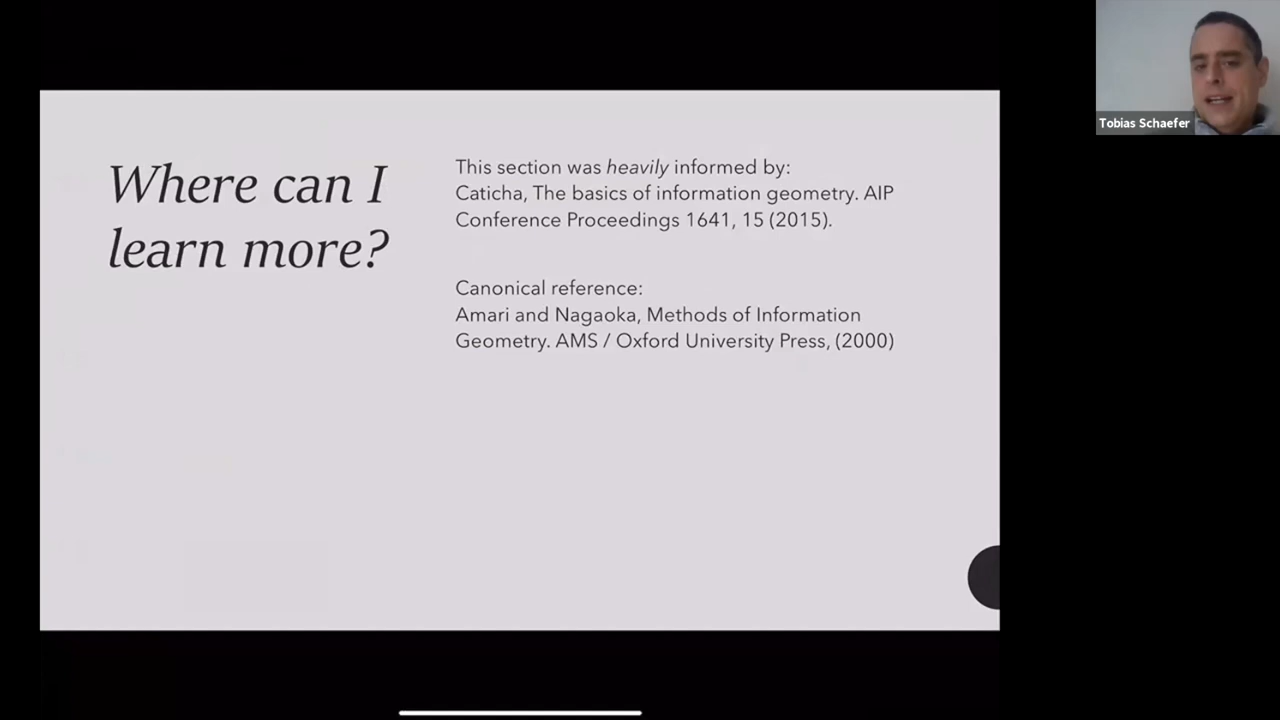 Where can I
learn more?
This section was heavily informed by:
Caticha, The basics of information geometry. AIP
Conference Proceedings 1641, 15 (2015).
Canonical reference:
Amari and Nagaoka, Methods of Information
Geometry. AMS / Oxford University Press, (2000)
Tobias Schaefer